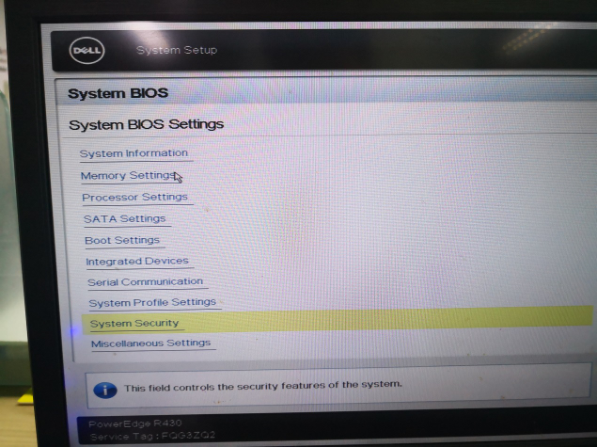 DELL
System Setup
System BIOS
System BIOS Settings
System Information
Memory Settings
Processor Settings
SATA Settings
Boot Settings
Integrated Devices
Serial Communication
System Profile Settings
System Security
Miscellaneous Settings
This field controls the security features of the system.
PowerEdge R430
Service Tag : FQG3ZQ2